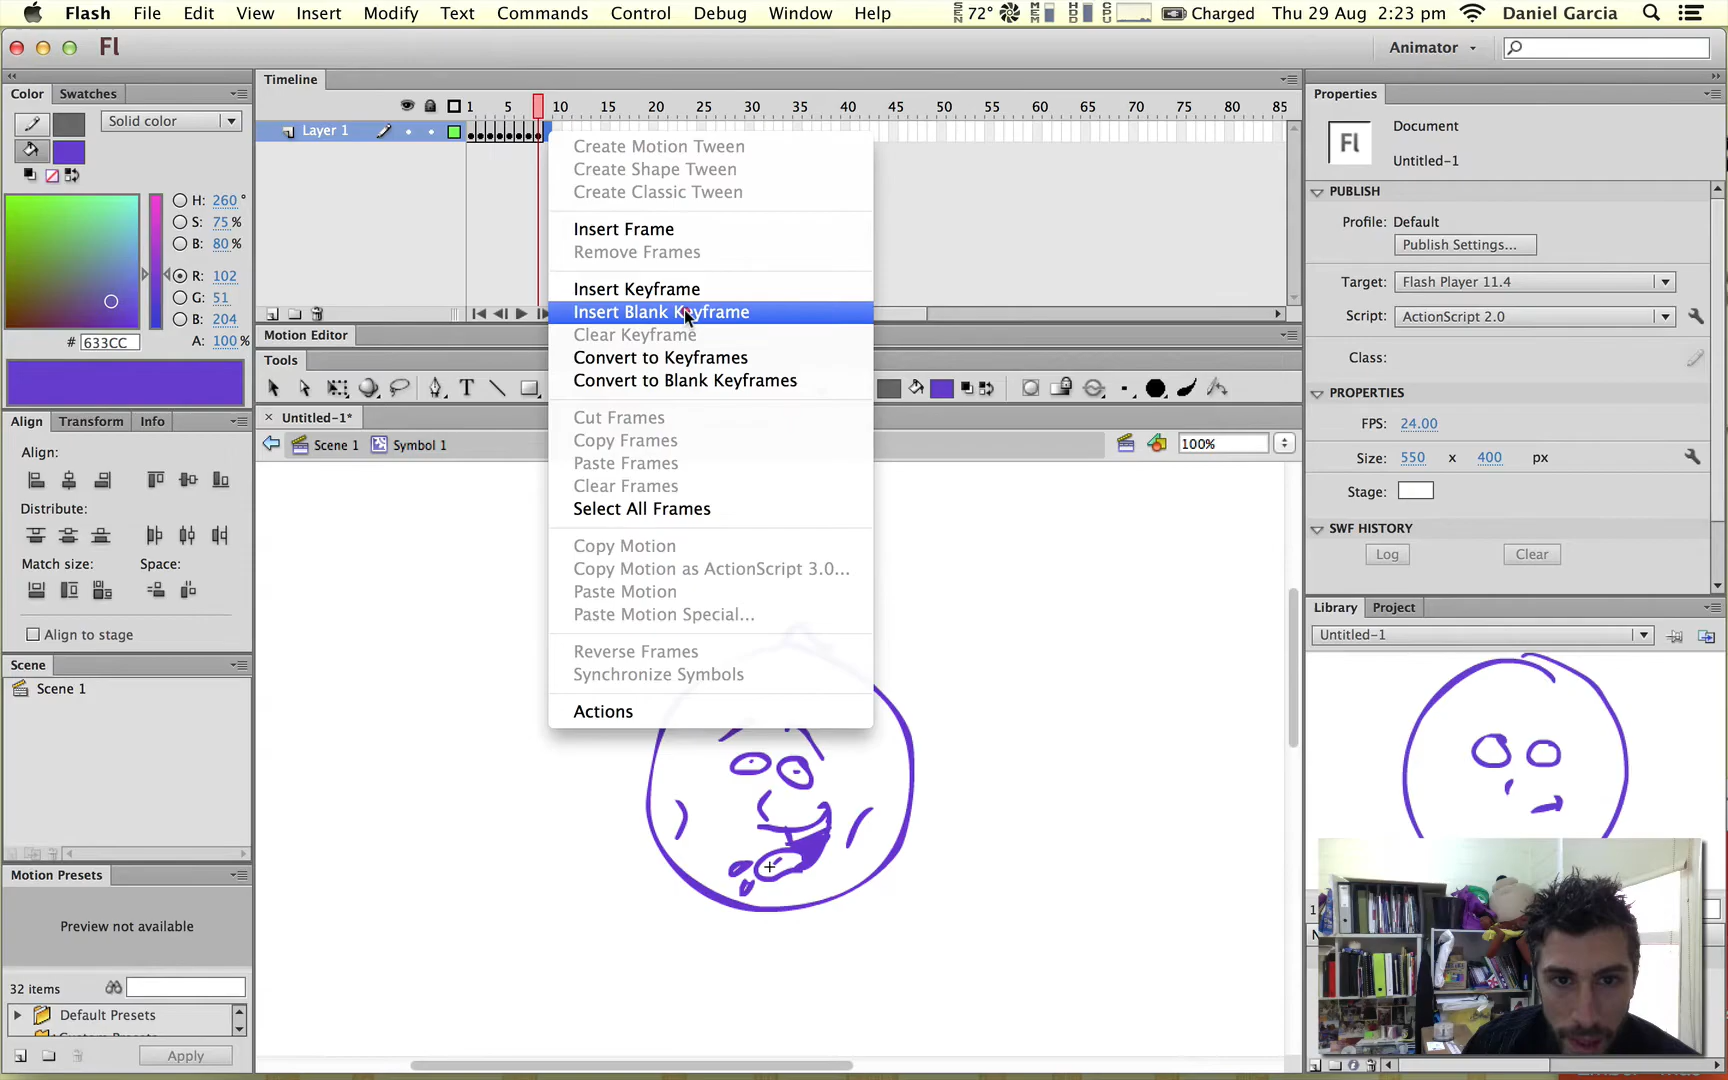 Flash File Edit View Insert Modify Text Commands Control Debug Window Help 72° Charged Thu 29 Aug 2:23 pm Daniel Garcia
Fl Animator
Color Swatches
Solid color
H: 260 °
S: 75 %
B: 80 %
R: 102
G: 51
B: 204
A: 100 %
# 633CC
Align Transform Info
Align:
Distribute:
Match size: Space:
Align to stage
Scene
Scene 1
Motion Presets
Preview not available
32 items
Default Presets
Apply
Timeline
1 5 10 15 20 25 30 35 40 45 50 55 60 65 70 75 80 85
Layer 1
Motion Editor
Tools
Untitled-1*
Scene 1 Symbol 1 100%
Create Motion Tween
Create Shape Tween
Create Classic Tween
Insert Frame
Remove Frames
Insert Keyframe
Insert Blank Keyframe
Clear Keyframe
Convert to Keyframes
Convert to Blank Keyframes
Cut Frames
Copy Frames
Paste Frames
Clear Frames
Select All Frames
Copy Motion
Copy Motion as ActionScript 3.0...
Paste Motion
Paste Motion Special...
Reverse Frames
Synchronize Symbols
Actions
Properties
Fl Document
Untitled-1
PUBLISH
Profile: Default
Publish Settings...
Target: Flash Player 11.4
Script: ActionScript 2.0
Class:
PROPERTIES
FPS: 24.00
Size: 550 x 400 px
Stage:
SWF HISTORY
Log Clear
Library Project
Untitled-1